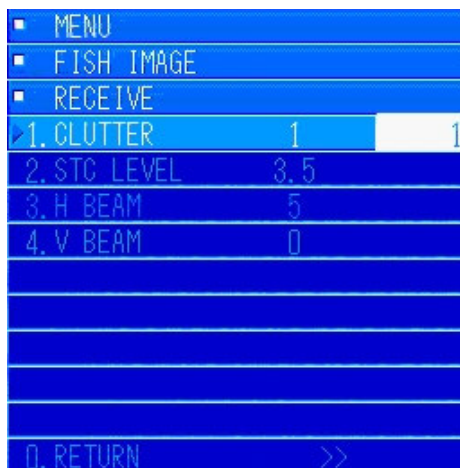 MENU
FISH IMAGE
RECEIVE
1. CLUTTER 1 1
2. STC LEVEL 3.5
3. H BEAM 5
4. V BEAM 0
0. RETURN >>